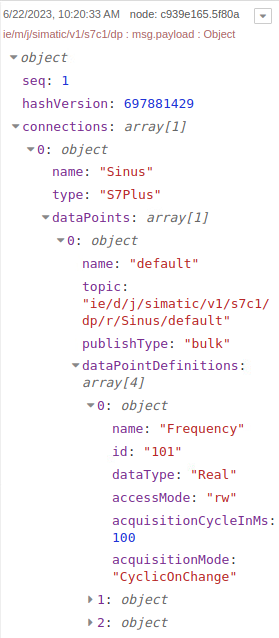 6/22/2023, 10:20:33 AM node: c939e165.5f80a
ie/m/j/simatic/v1/s7c1/dp : msg.payload : Object
object
seq: 1
hashVersion: 697881429
connections: array[1]
0: object
name: "Sinus"
type: "S7Plus"
dataPoints: array[1]
0: object
name: "default"
topic:
"ie/d/j/simatic/v1/s7c1/
dp/r/Sinus/default"
publishType: "bulk"
dataPointDefinitions:
array[4]
0: object
name: "Frequency"
id: "101"
dataType: "Real"
accessMode: "rw"
acquisitionCycleInMs:
100
acquisitionMode:
"CyclicOnChange"
1: object
2: object